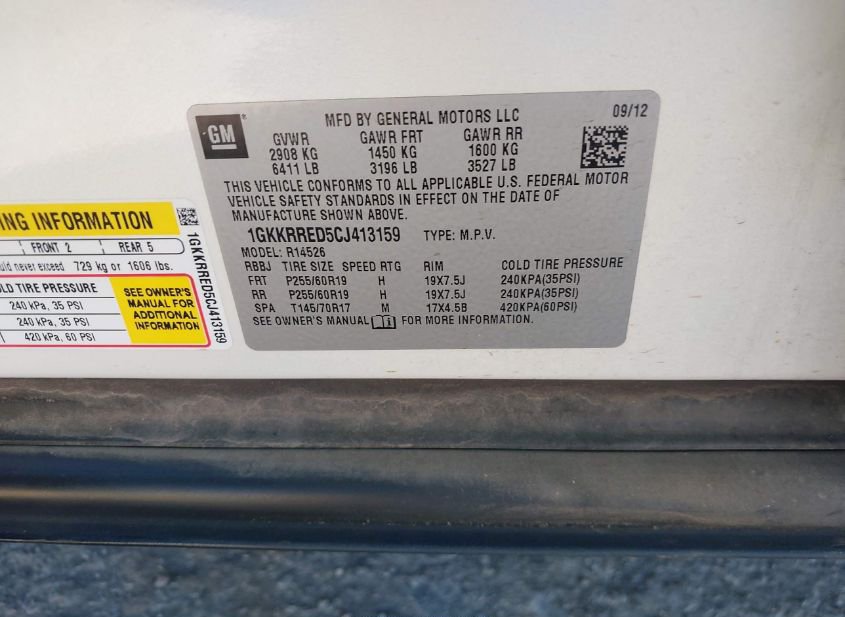 GM
MFD BY GENERAL MOTORS LLC 09/12
GVWR GAWR FRT GAWR RR
2908 KG 1450 KG 1600 KG
6411 LB 3196 LB 3527 LB
THIS VEHICLE CONFORMS TO ALL APPLICABLE U.S. FEDERAL MOTOR
VEHICLE SAFETY STANDARDS IN EFFECT ON THE DATE OF
MANUFACTURE SHOWN ABOVE.
1GKKRRED5CJ413159 TYPE: M.P.V.
MODEL: R14526
RBBJ TIRE SIZE SPEED RTG RIM COLD TIRE PRESSURE
FRT P255/60R19 H 19X7.5J 240KPA(35PSI)
RR P255/60R19 H 19X7.5J 240KPA(35PSI)
SPA T145/70R17 M 17X4.5B 420KPA(60PSI)
SEE OWNER'S MANUAL FOR MORE INFORMATION.
NG INFORMATION
FRONT 2 REAR 5
ould never exceed 729 kg or 1606 lbs.
OLD TIRE PRESSURE
240 kPa, 35 PSI
240 kPa, 35 PSI
420 kPa, 60 PSI
SEE OWNER'S
MANUAL FOR
ADDITIONAL
INFORMATION
1GKKRRED5CJ413159